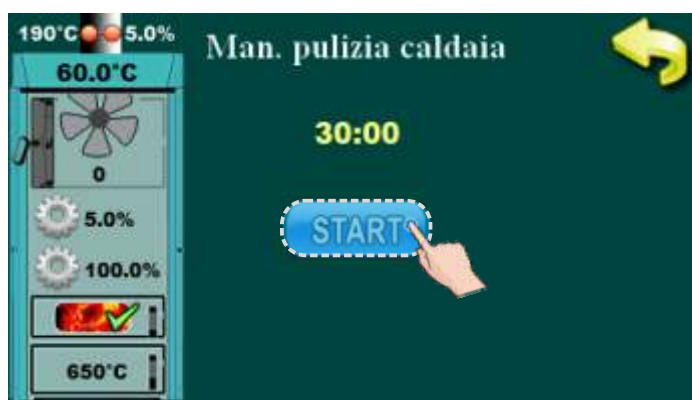 190°C 5.0%
60.0°C
0
5.0%
100.0%
650°C
Man. pulizia caldaia
30:00
START